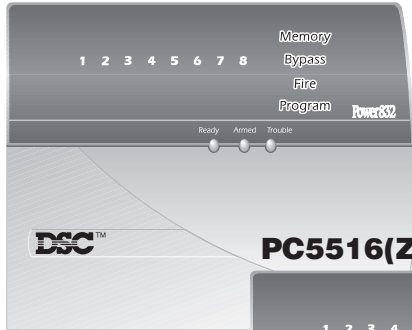 Memory
1 2 3 4 5 6 7 8 Bypass
Fire
Program Power832
Ready Armed Trouble
DSC™ PC5516(Z
1 2 3 4